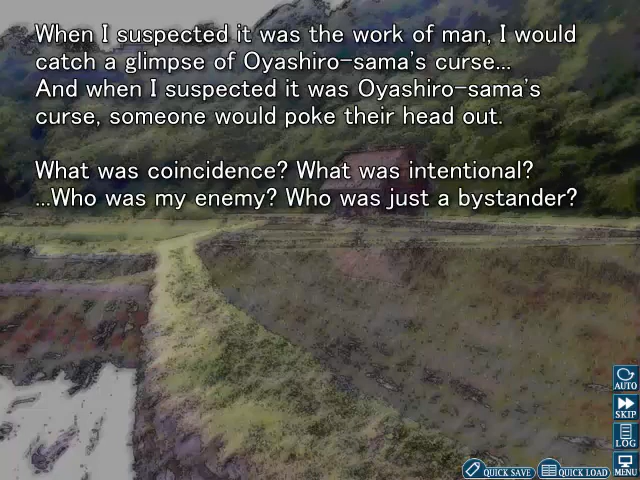 When I suspected it was the work of man, I would
catch a glimpse of Oyashiro-sama's curse...
And when I suspected it was Oyashiro-sama's
curse, someone would poke their head out.
What was coincidence? What was intentional?
...Who was my enemy? Who was just a bystander?
AUTO
SKIP
LOG
MENU
QUICK SAVE
QUICK LOAD